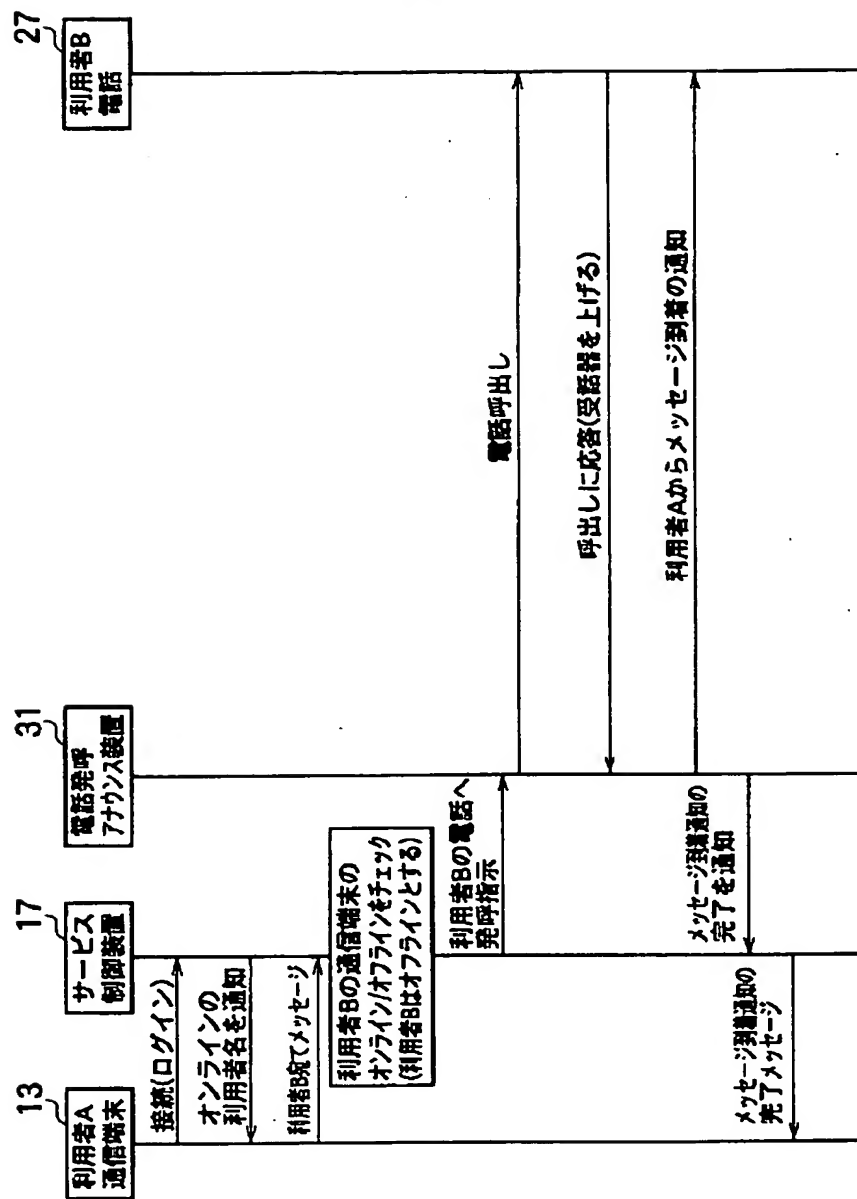 13
利用者A
通信端末
17
サービス
制御装置
31
電話発呼
アナウンス装置
27
利用者B
電話
接続(ログイン)
オンラインの
利用者名を通知
利用者B宛てメッセージ
利用者Bの通信端末の
オンライン/オフラインをチェック
(利用者Bはオフラインとする)
利用者Bの電話へ
発呼指示
電話呼出し
呼出しに応答(受話器を上げる)
利用者Aからメッセージ到着の通知
メッセージ到着通知の
完了を通知
メッセージ到着通知の
完了メッセージ